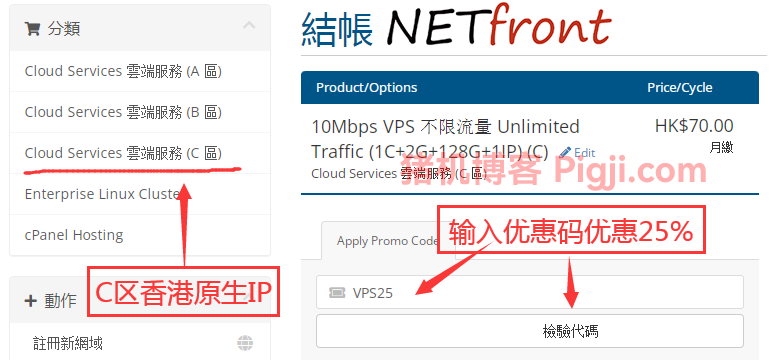 分類
Cloud Services 雲端服務 (A 區)
Cloud Services 雲端服務 (B 區)
Cloud Services 雲端服務 (C 區)
Enterprise Linux Cluste
cPanel Hosting
C区香港原生IP
動作
註冊新網域
結帳 NETfront
Product/Options Price/Cycle
10Mbps VPS 不限流量 Unlimited HK$70.00
Traffic (1C+2G+128G+1IP) (C) Edit 月繳
Cloud Services 雲端服務 (C 區)
猪机博客 Pigji.com
Apply Promo Code
输入优惠码优惠25%
VPS25
檢驗代碼